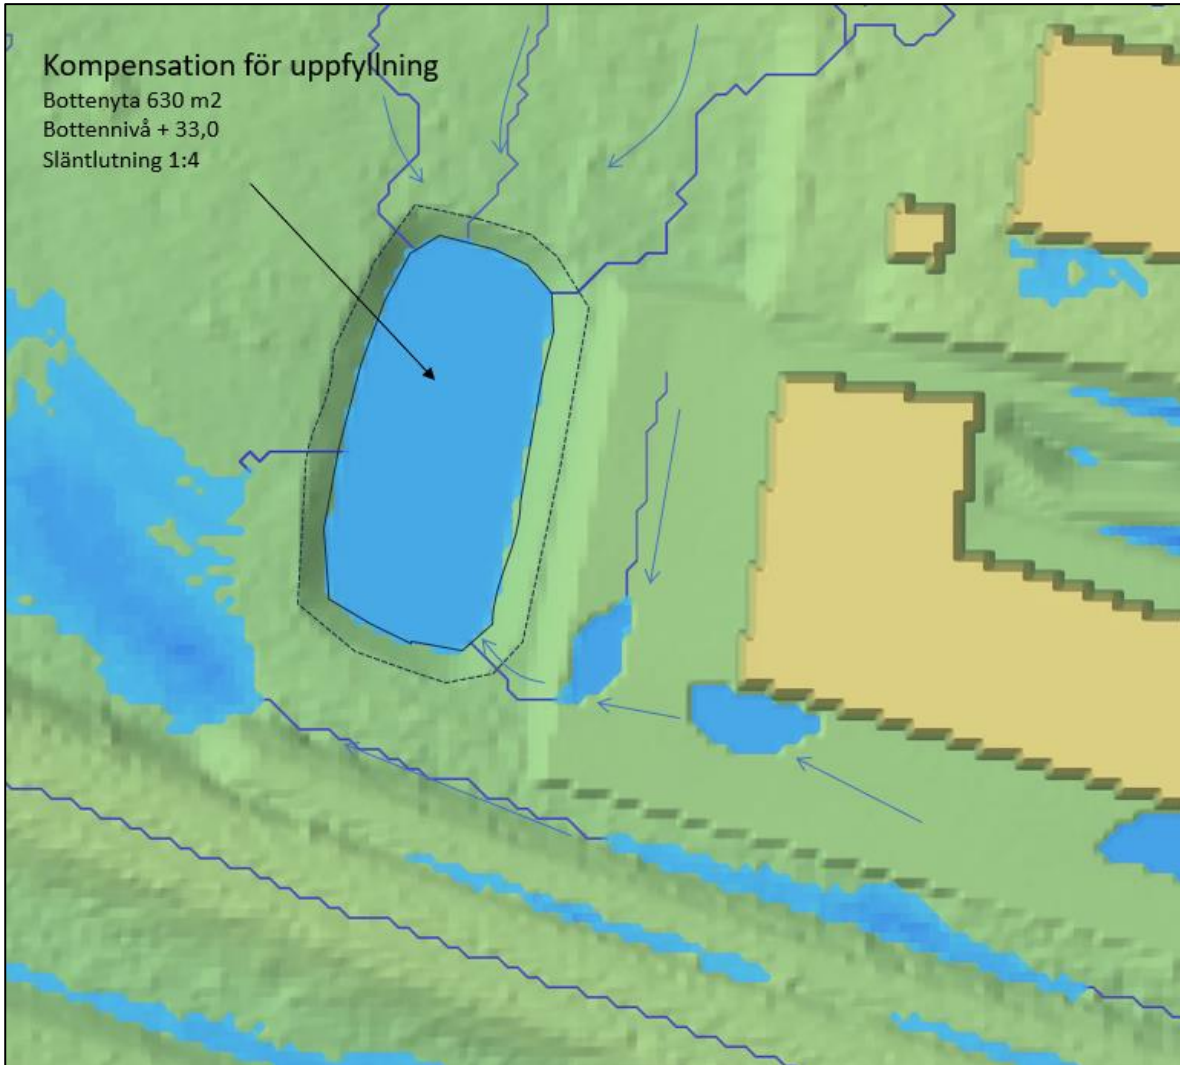 Kompensation för uppfyllning
Bottenyta 630 m2
Bottennivå + 33,0
Släntlutning 1:4